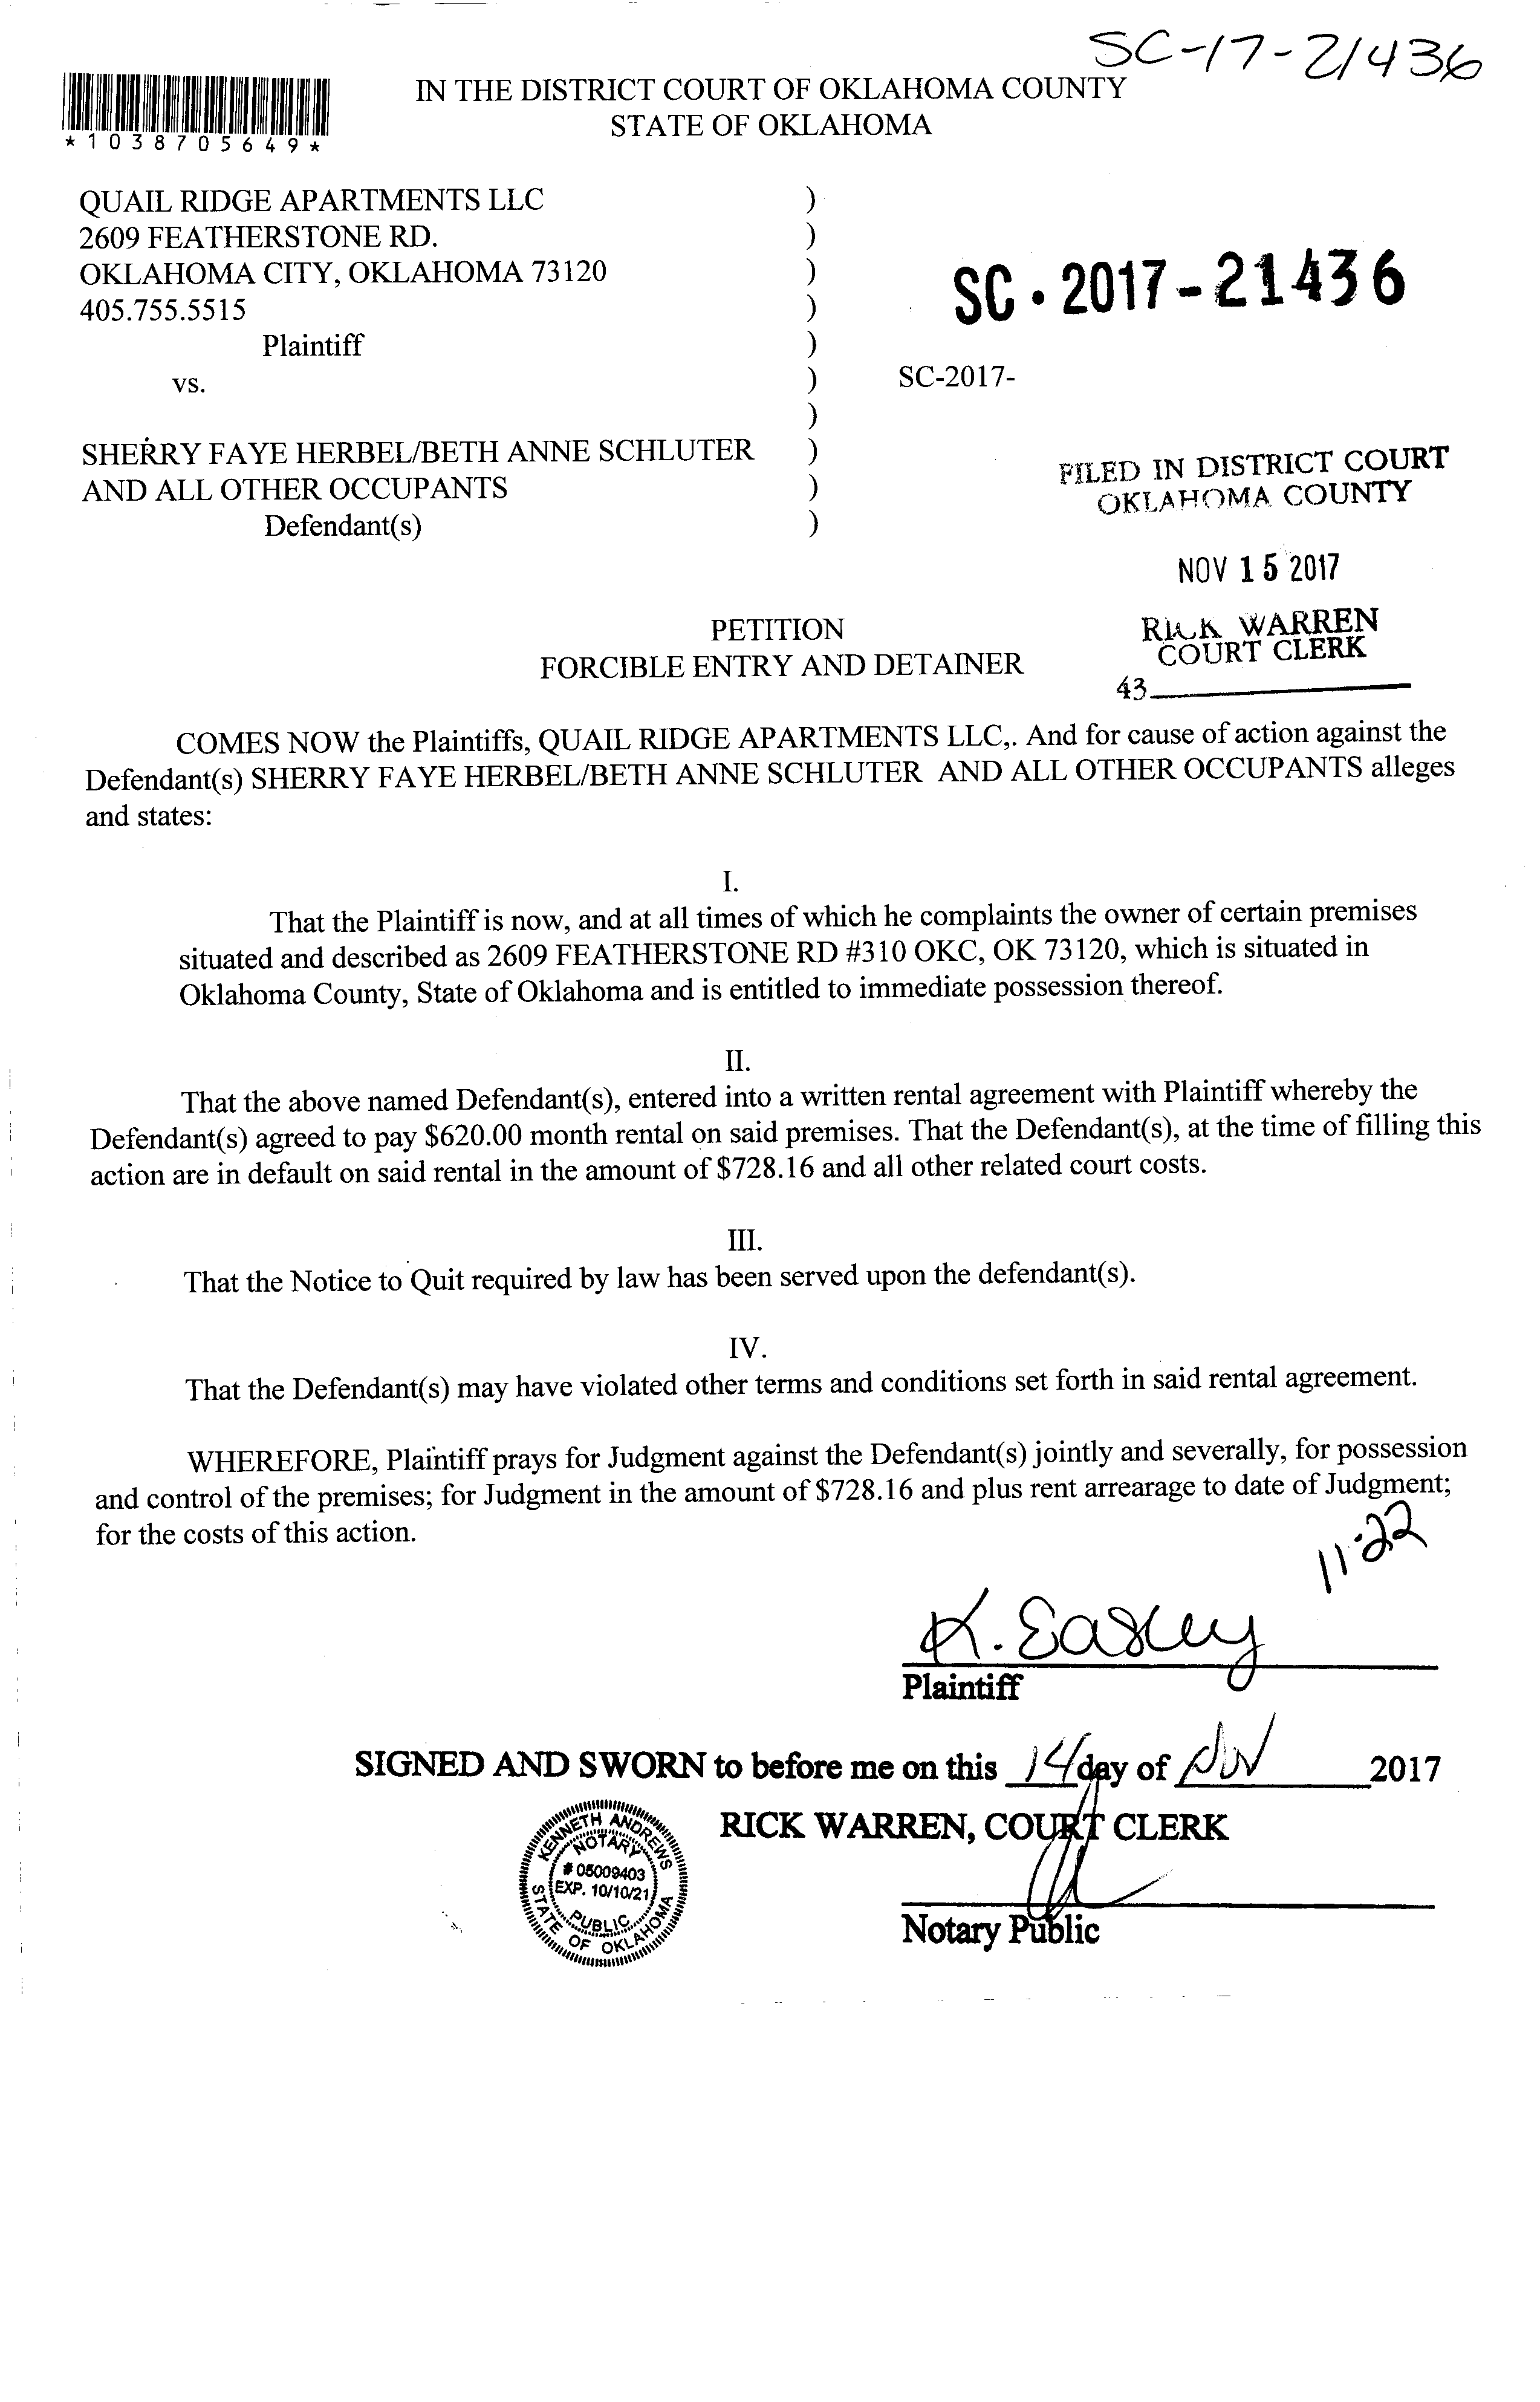 SC-17-21436
IN THE DISTRICT COURT OF OKLAHOMA COUNTY
STATE OF OKLAHOMA
*1038705649*
QUAIL RIDGE APARTMENTS LLC )
2609 FEATHERSTONE RD. )
OKLAHOMA CITY, OKLAHOMA 73120 )
405.755.5515 )
Plaintiff )
vs. )
)
SHERRY FAYE HERBEL/BETH ANNE SCHLUTER )
AND ALL OTHER OCCUPANTS )
Defendant(s) )
SC·2017-21436
SC-2017-
FILED IN DISTRICT COURT
OKLAHOMA COUNTY
NOV 15 2017
RICK WARREN
COURT CLERK
43
PETITION
FORCIBLE ENTRY AND DETAINER
COMES NOW the Plaintiffs, QUAIL RIDGE APARTMENTS LLC,. And for cause of action against the
Defendant(s) SHERRY FAYE HERBEL/BETH ANNE SCHLUTER AND ALL OTHER OCCUPANTS alleges
and states:
I.
That the Plaintiff is now, and at all times of which he complaints the owner of certain premises
situated and described as 2609 FEATHERSTONE RD #310 OKC, OK 73120, which is situated in
Oklahoma County, State of Oklahoma and is entitled to immediate possession thereof.
II.
That the above named Defendant(s), entered into a written rental agreement with Plaintiff whereby the
Defendant(s) agreed to pay $620.00 month rental on said premises. That the Defendant(s), at the time of filling this
action are in default on said rental in the amount of $728.16 and all other related court costs.
III.
That the Notice to Quit required by law has been served upon the defendant(s).
IV.
That the Defendant(s) may have violated other terms and conditions set forth in said rental agreement.
WHEREFORE, Plaintiff prays for Judgment against the Defendant(s) jointly and severally, for possession
and control of the premises; for Judgment in the amount of $728.16 and plus rent arrearage to date of Judgment;
for the costs of this action.
11-22
K. Easley
Plaintiff
SIGNED AND SWORN to before me on this 14 day of Nov 2017
RICK WARREN, COURT CLERK
Notary Public
KENNETH ANDREWS
NOTARY
# 05009403
EXP. 10/10/21
PUBLIC
STATE OF OKLAHOMA